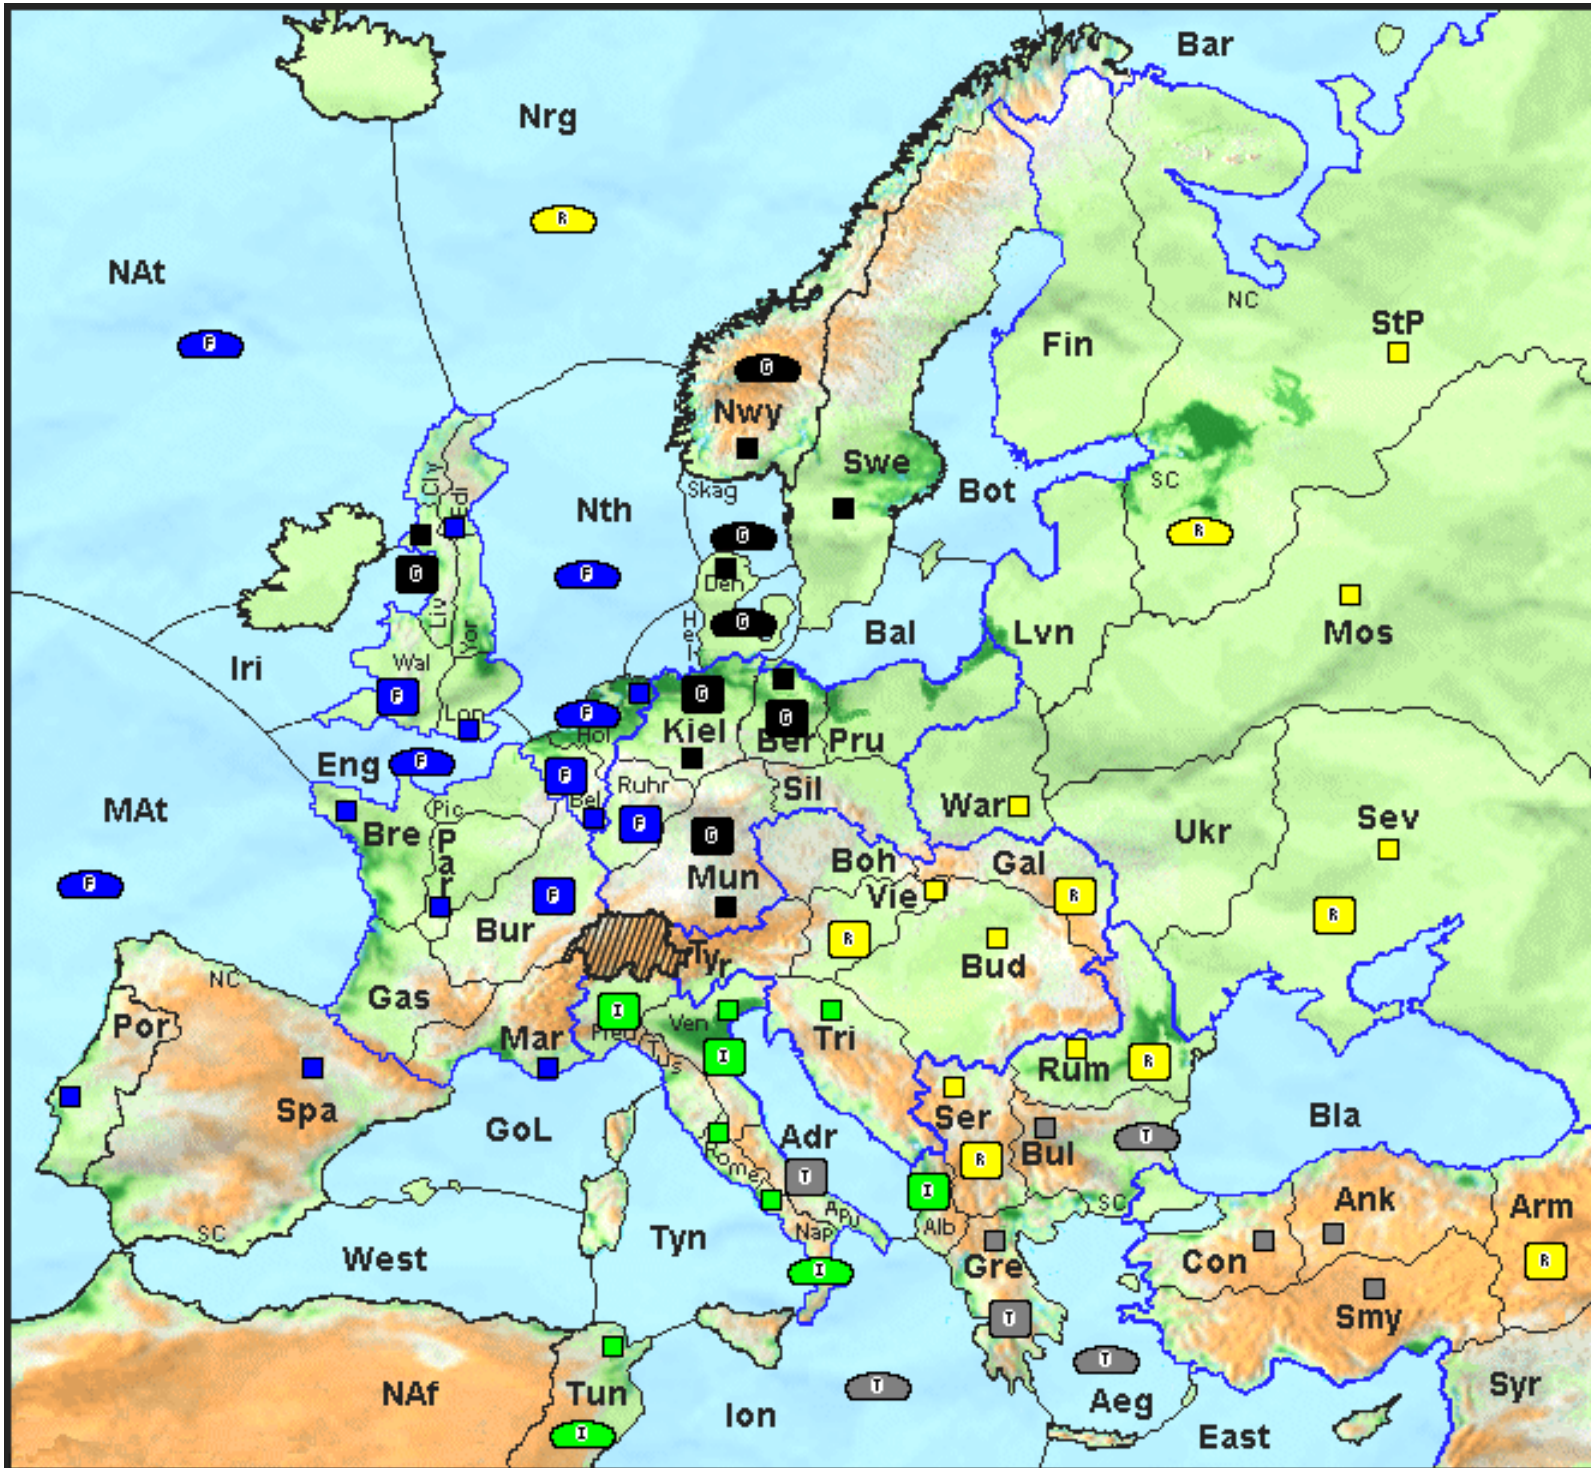 Bar
Nrg
R
NAt
NC
StP
F
Fin
G
Nwy
Cly
Edi
Swe
SC
Skag
Bot
Nth
G
R
F
G
Den
Liv
Yor
Hel
G
Bal
Lvn
Mos
Iri
Wal
F
G
Lon
F
Hol
Kiel
G
Ber
Pru
Eng
F
F
Bel
Ruhr
Sil
MAt
Pic
Bre
Par
F
G
War
Ukr
Sev
Boh
Gal
F
Mun
Vie
F
R
R
Bur
R
Tyr
Bud
NC
Gas
Por
I
Pied
Ven
Mar
Tus
Tri
I
Rum
R
Spa
GoL
Ser
Bla
Adr
T
Bul
Rome
T
R
I
Ank
Arm
SC
Apu
SC
Tyn
Nap
Alb
West
Gre
Con
R
I
Smy
T
T
T
NAf
Tun
Ion
Aeg
Syr
I
East